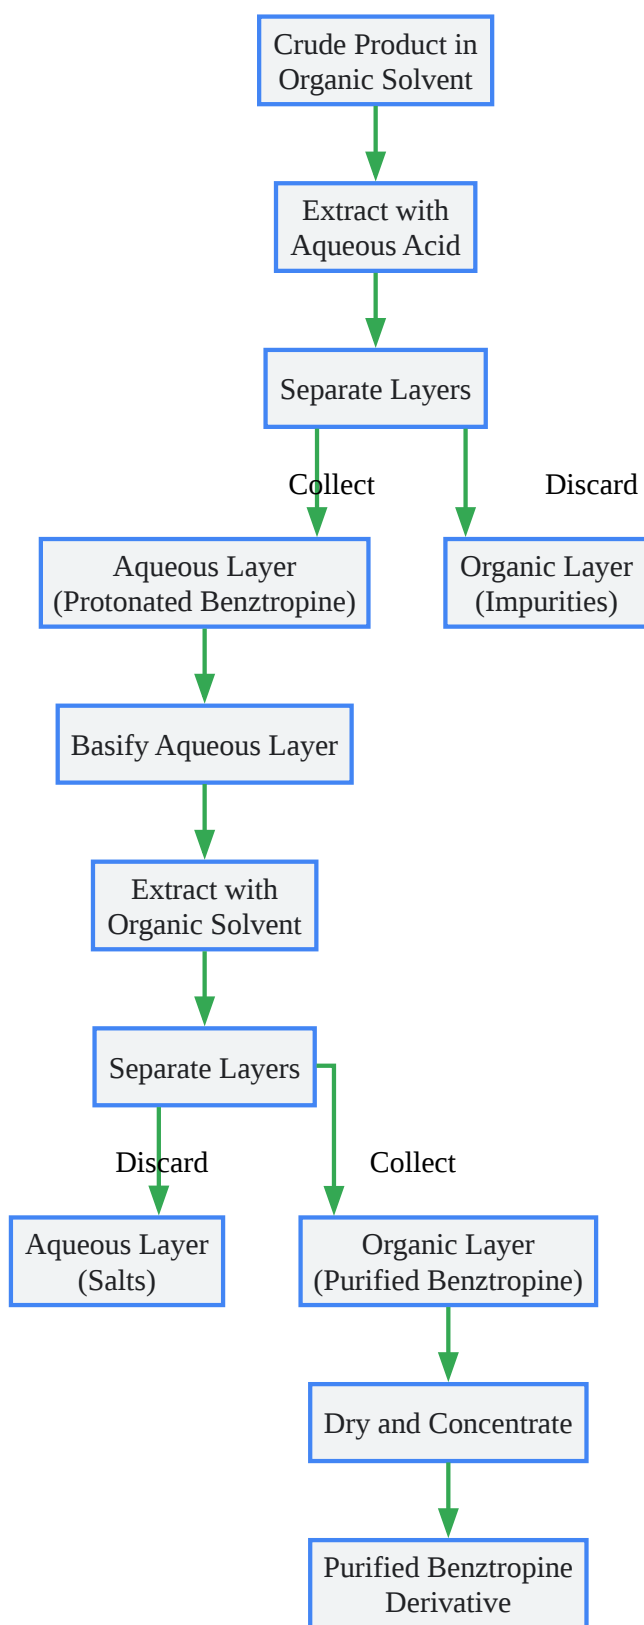 Crude Product in
Organic Solvent
Extract with
Aqueous Acid
Separate Layers
Collect
Discard
Aqueous Layer
(Protonated Benztropine)
Organic Layer
(Impurities)
Basify Aqueous Layer
Extract with
Organic Solvent
Separate Layers
Discard
Collect
Aqueous Layer
(Salts)
Organic Layer
(Purified Benztropine)
Dry and Concentrate
Purified Benztropine
Derivative